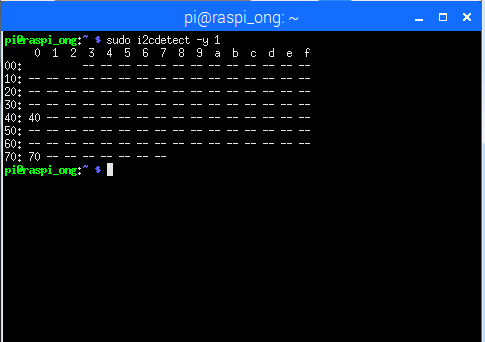 pi@raspi_ong: ~
pi@raspi_ong:~ $ sudo i2cdetect -y 1
     0  1  2  3  4  5  6  7  8  9  a  b  c  d  e  f
00:          -- -- -- -- -- -- -- -- -- -- -- -- --
10: -- -- -- -- -- -- -- -- -- -- -- -- -- -- -- --
20: -- -- -- -- -- -- -- -- -- -- -- -- -- -- -- --
30: -- -- -- -- -- -- -- -- -- -- -- -- -- -- -- --
40: 40 -- -- -- -- -- -- -- -- -- -- -- -- -- -- --
50: -- -- -- -- -- -- -- -- -- -- -- -- -- -- -- --
60: -- -- -- -- -- -- -- -- -- -- -- -- -- -- -- --
70: 70 -- -- -- -- -- -- --
pi@raspi_ong:~ $